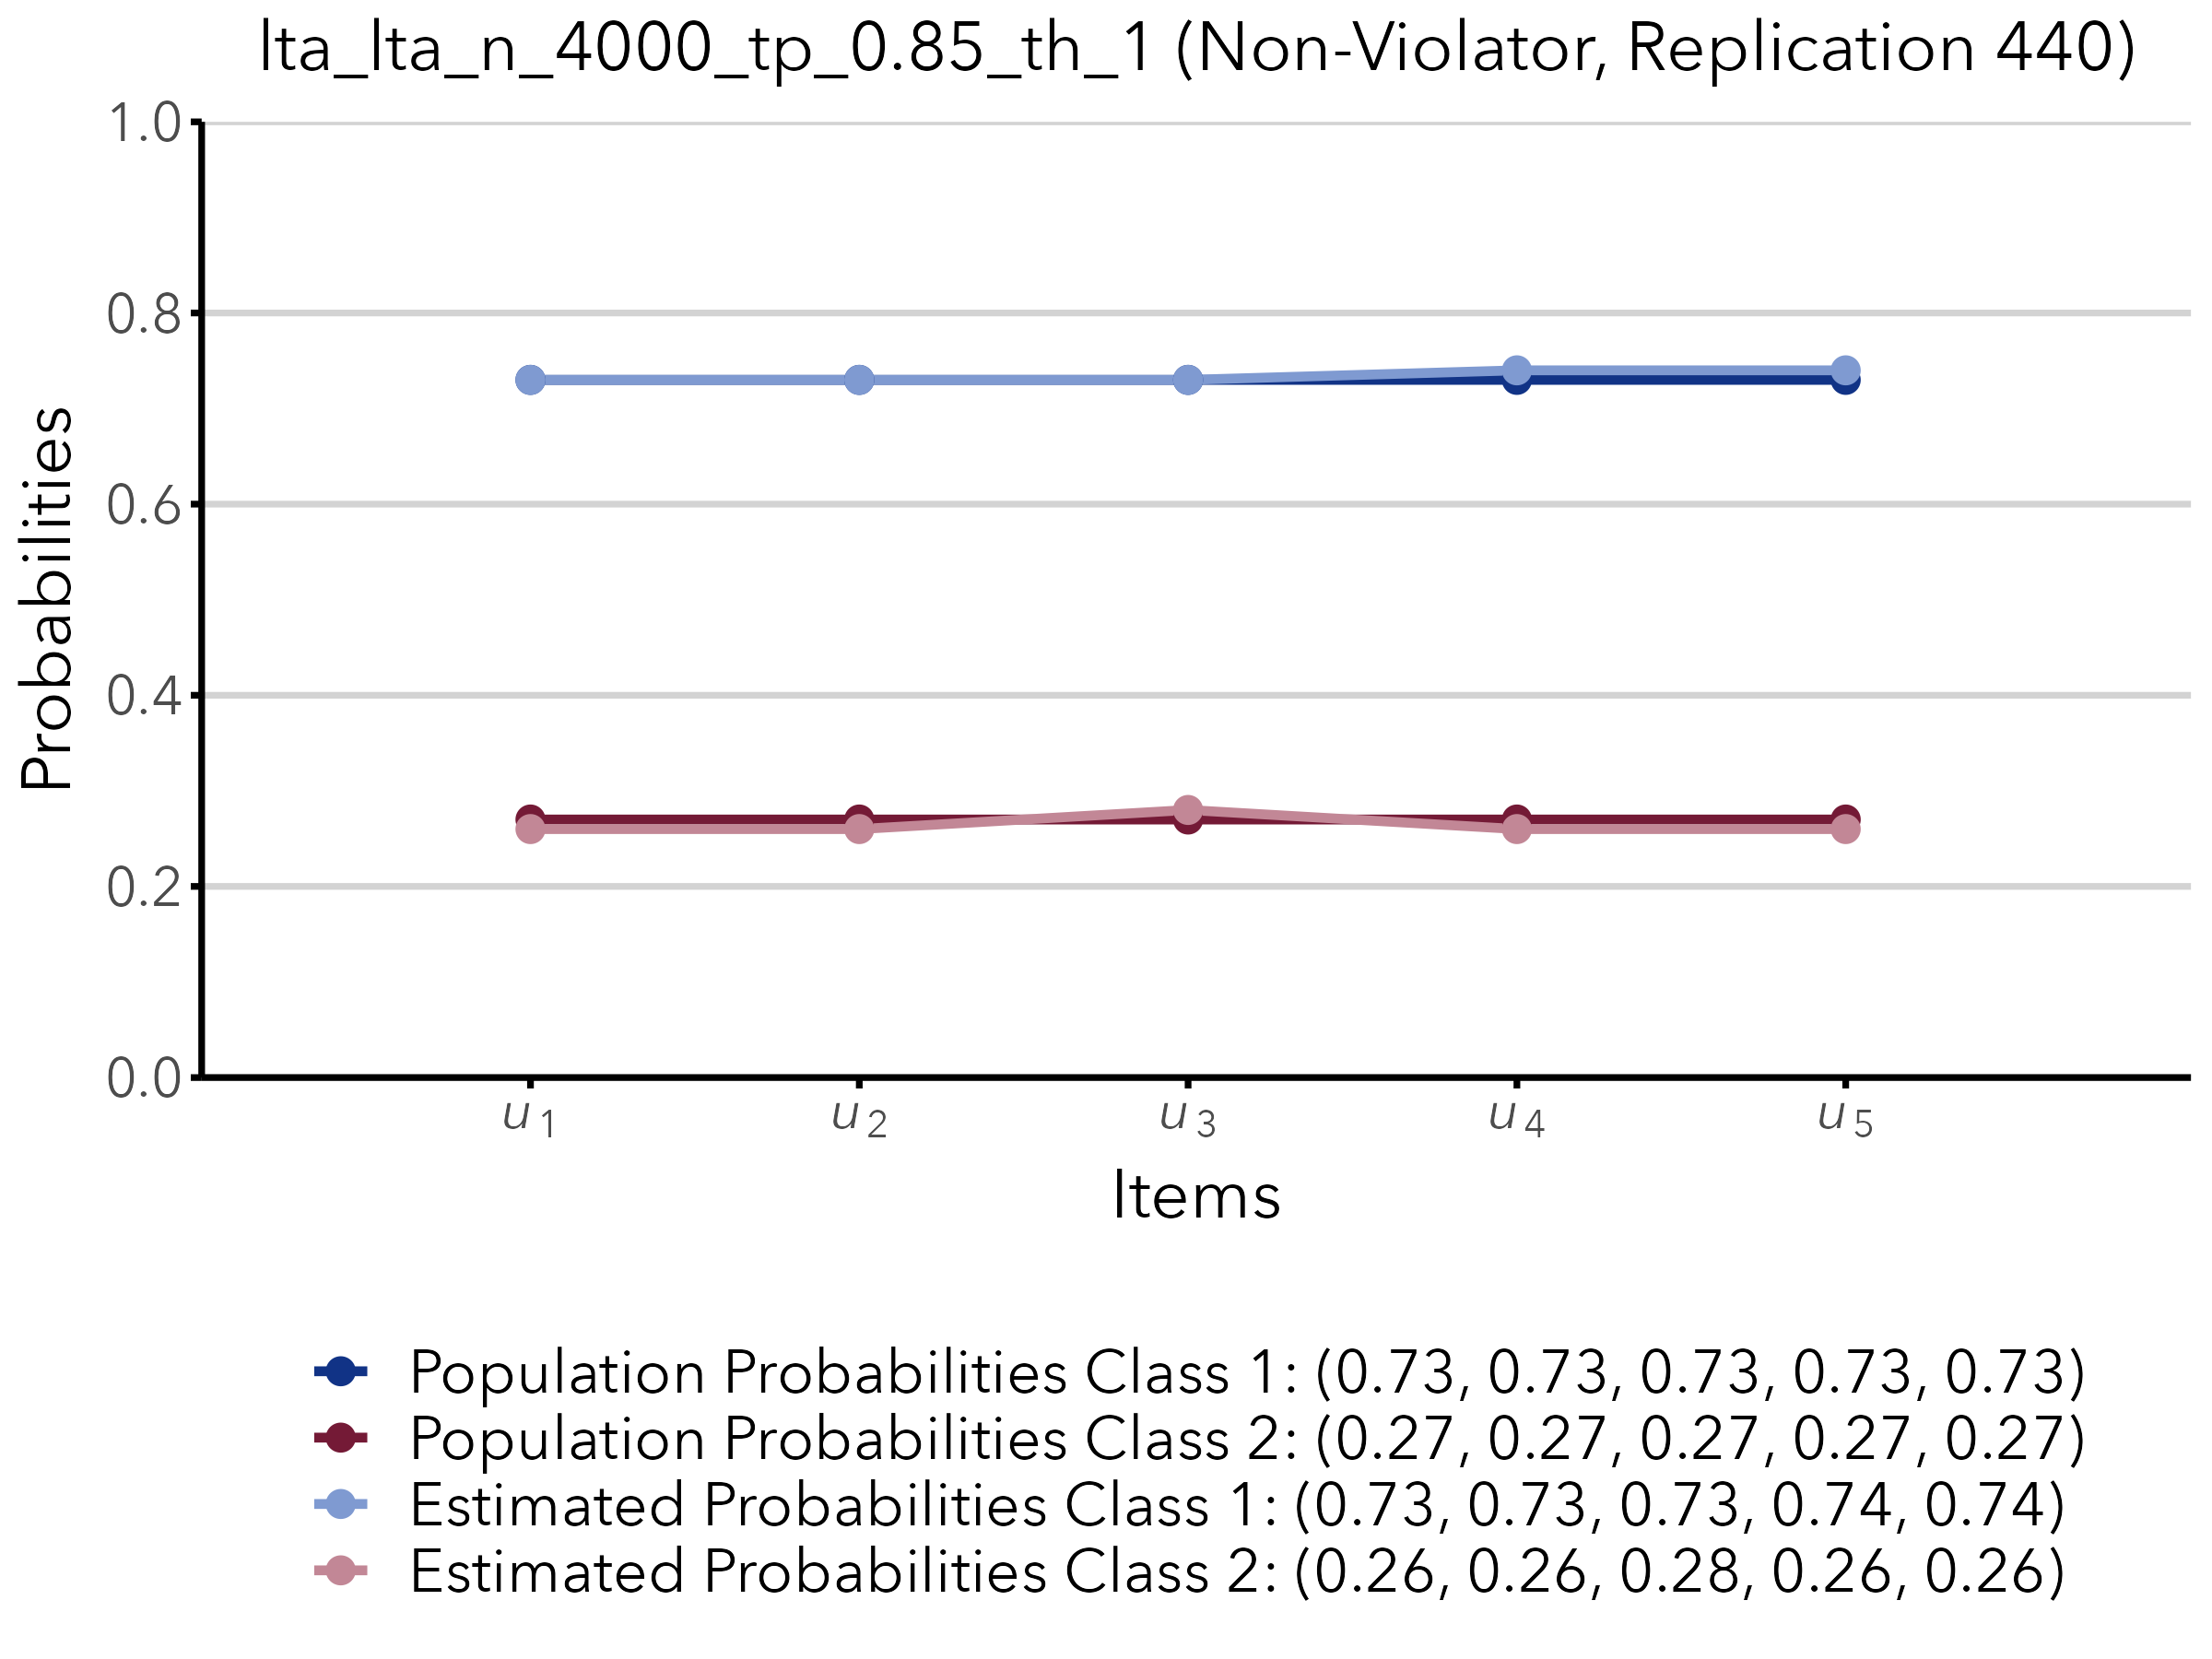 lta_lta_n_4000_tp_0.85_th_1 (Non-Violator, Replication 440)
1.0
0.8
0.6
0.4
0.2
0.0
Probabilities
u1 u2 u3 u4 u5
Items
Population Probabilities Class 1: (0.73, 0.73, 0.73, 0.73, 0.73)
Population Probabilities Class 2: (0.27, 0.27, 0.27, 0.27, 0.27)
Estimated Probabilities Class 1: (0.73, 0.73, 0.73, 0.74, 0.74)
Estimated Probabilities Class 2: (0.26, 0.26, 0.28, 0.26, 0.26)